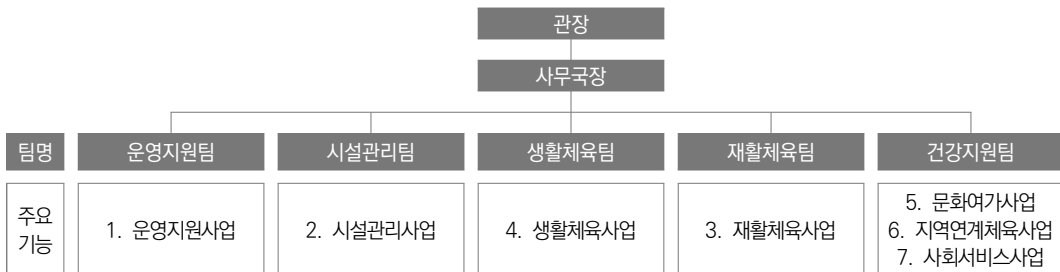 관장
사무국장
팀명 운영지원팀 시설관리팀 생활체육팀 재활체육팀 건강지원팀
주요
기능
1. 운영지원사업
2. 시설관리사업
4. 생활체육사업
3. 재활체육사업
5. 문화여가사업
6. 지역연계체육사업
7. 사회서비스사업